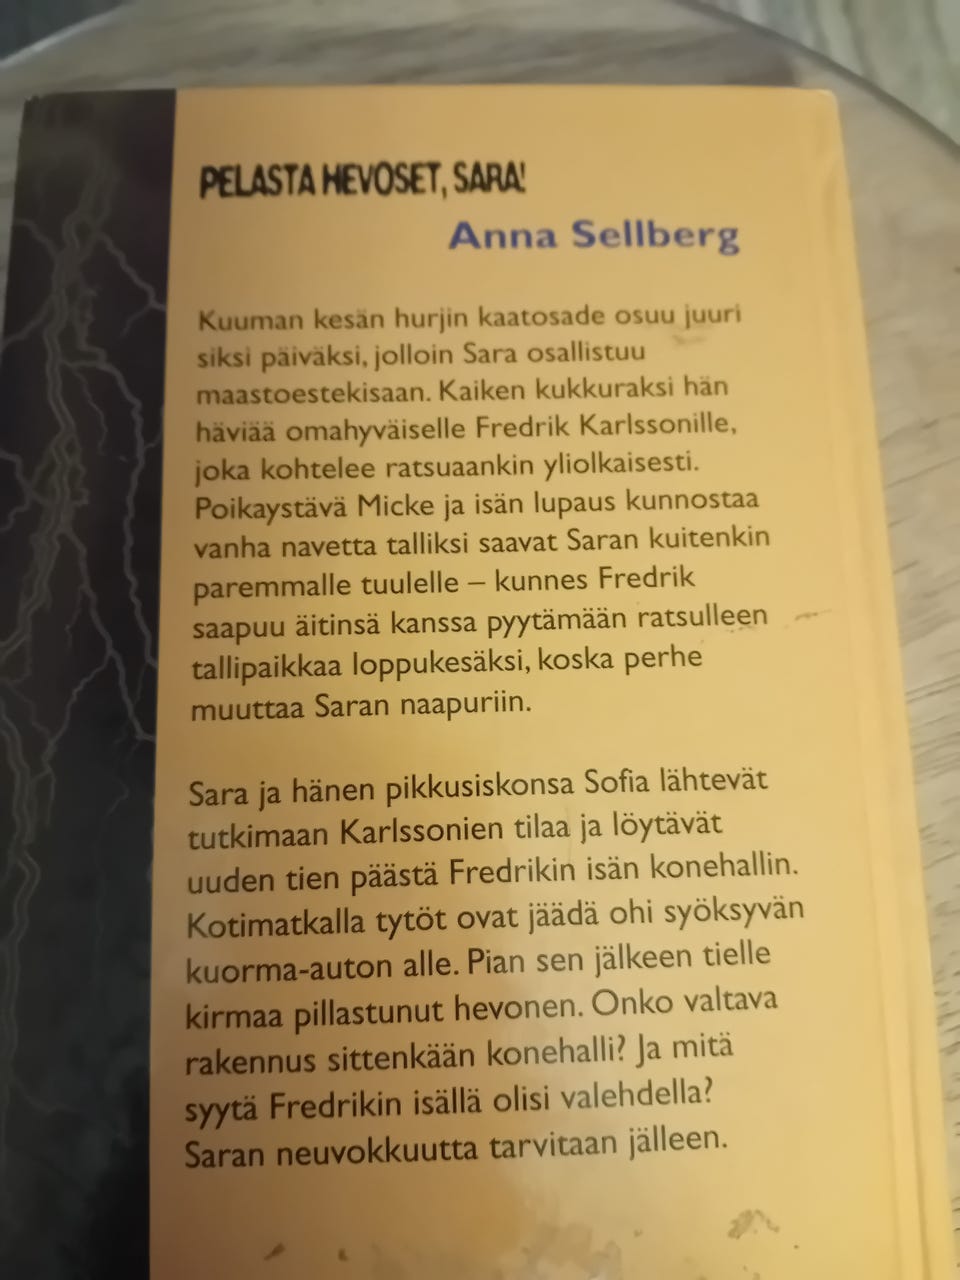 PELASTA HEVOSET, SARA!
Anna Sellberg
Kuuman kesän hurjin kaatosade osuu juuri
siksi päiväksi, jolloin Sara osallistuu
maastoestekisaan. Kaiken kukkuraksi hän
häviää omahyväiselle Fredrik Karlssonille,
joka kohtelee ratsuaankin yliolkaisesti.
Poikaystävä Micke ja isän lupaus kunnostaa
vanha navetta talliksi saavat Saran kuitenkin
paremmalle tuulelle – kunnes Fredrik
saapuu äitinsä kanssa pyytämään ratsulleen
tallipaikkaa loppukesäksi, koska perhe
muuttaa Saran naapuriin.
Sara ja hänen pikkusiskonsa Sofia lähtevät
tutkimaan Karlssonien tilaa ja löytävät
uuden tien päästä Fredrikin isän konehallin.
Kotimatkalla tytöt ovat jäädä ohi syöksyvän
kuorma-auton alle. Pian sen jälkeen tielle
kirmaa pillastunut hevonen. Onko valtava
rakennus sittenkään konehalli? Ja mitä
syytä Fredrikin isällä olisi valehdella?
Saran neuvokkuutta tarvitaan jälleen.